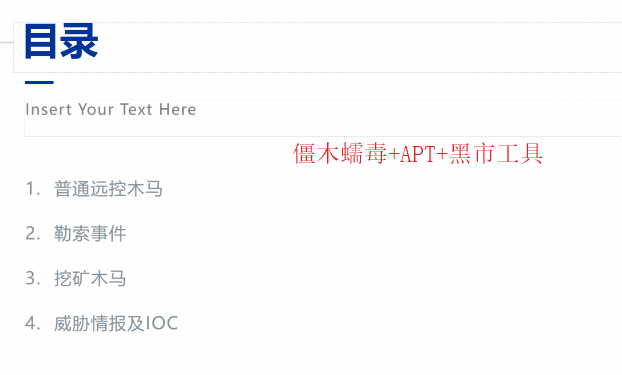 目录
Insert Your Text Here
僵木蠕毒+APT+黑市工具
1. 普通远控木马
2. 勒索事件
3. 挖矿木马
4. 威胁情报及IOC